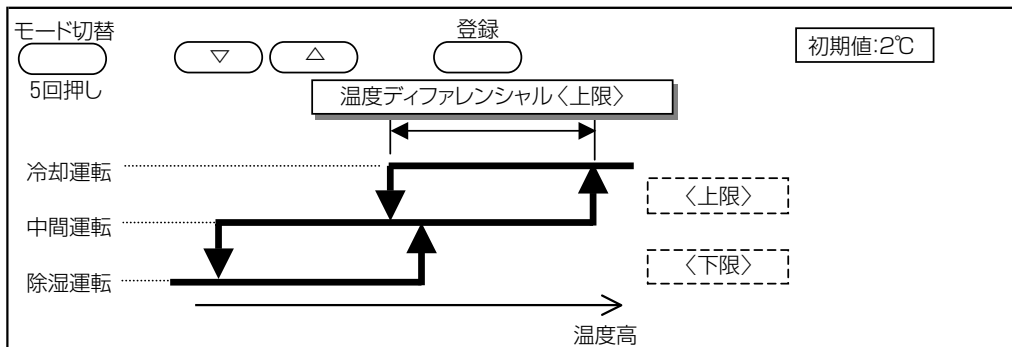 モード切替
登録
初期値:2℃
▽
△
5回押し
温度ディファレンシャル〈上限〉
冷却運転
〈上限〉
中間運転
〈下限〉
除湿運転
温度高